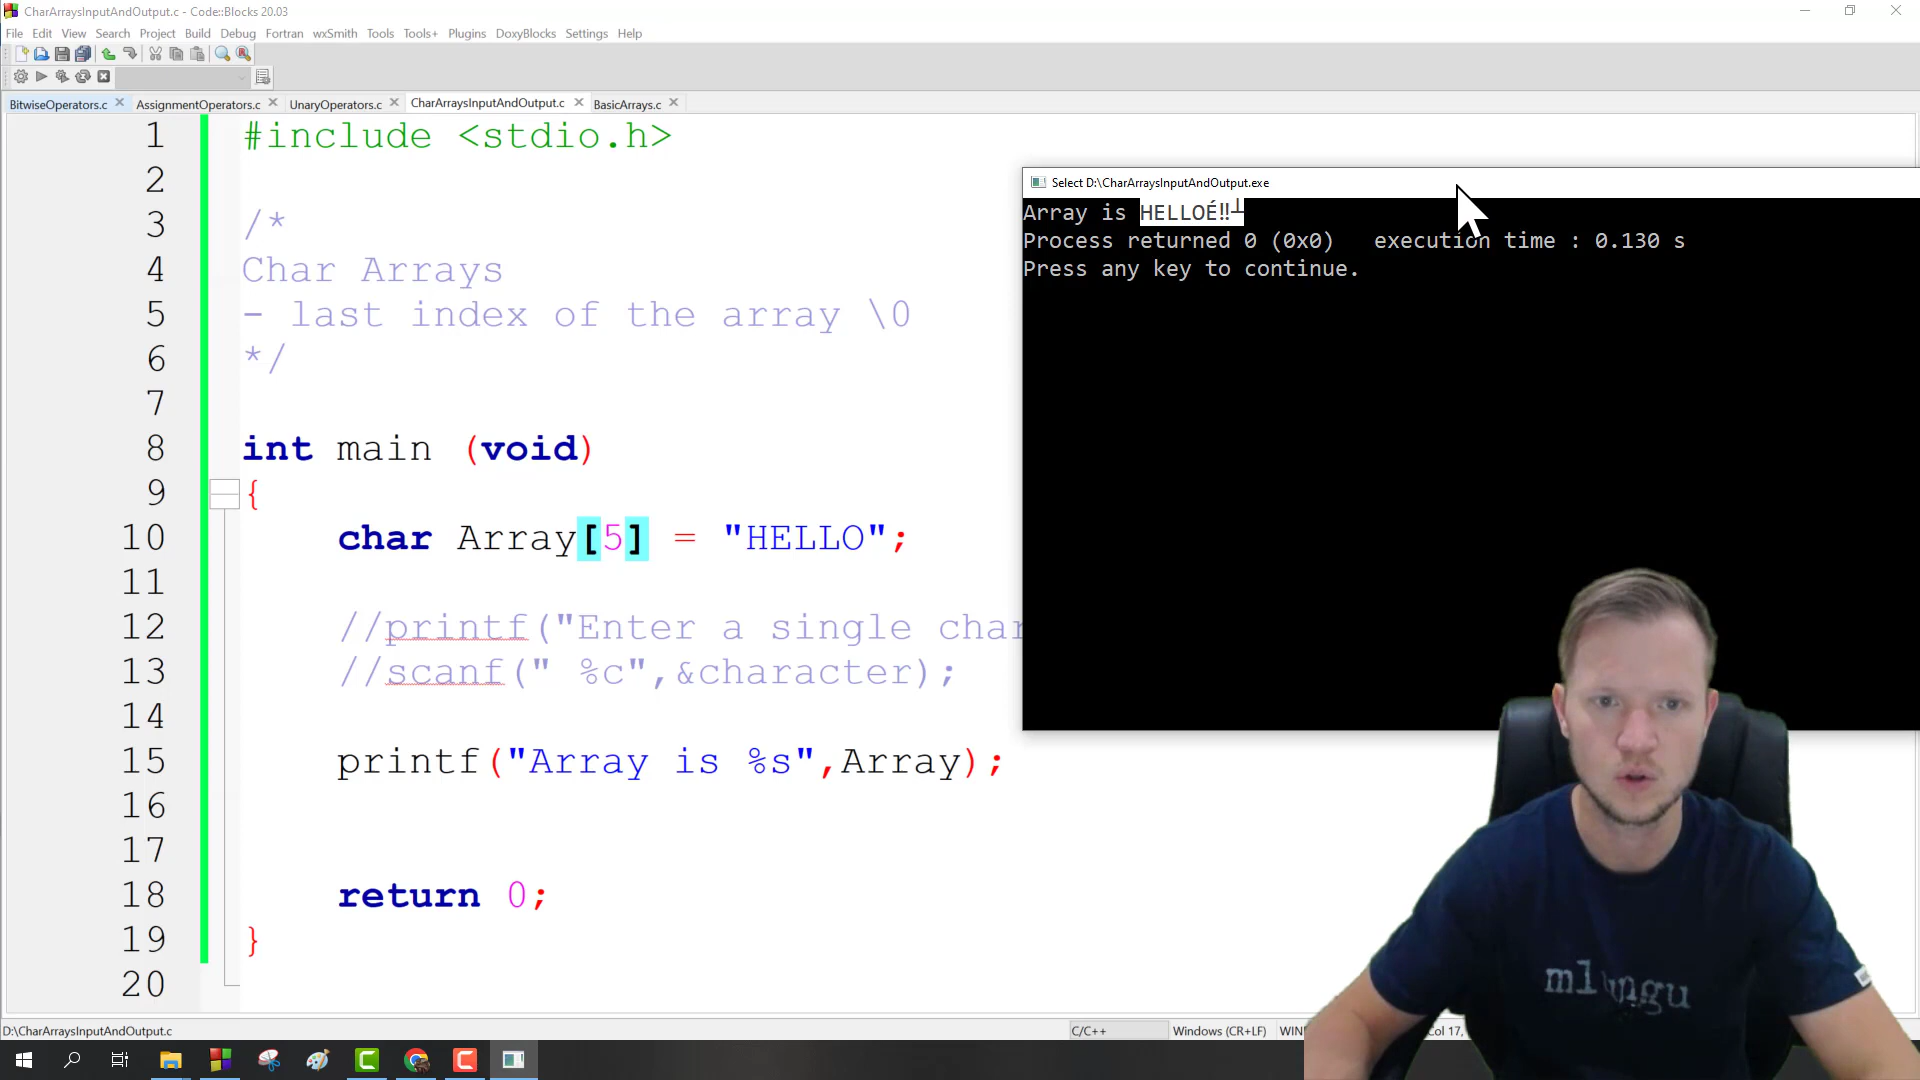 CharArraysInputAndOutput.c - Code::Blocks 20.03
File Edit View Search Project Build Debug Fortran wxSmith Tools Tools+ Plugins DoxyBlocks Settings Help
BitwiseOperators.c AssignmentOperators.c UnaryOperators.c CharArraysInputAndOutput.c BasicArrays.c
1 #include <stdio.h>
2
3 /*
4 Char Arrays
5 - last index of the array \0
6 */
7
8 int main (void)
9 {
10 char Array[5] = "HELLO";
11
12 //printf("Enter a single char
13 //scanf(" %c",&character);
14
15 printf("Array is %s",Array);
16
17
18 return 0;
19 }
20
Select D:\CharArraysInputAndOutput.exe
Array is HELLOÉ‼┴
Process returned 0 (0x0)   execution time : 0.130 s
Press any key to continue.
mlungu
D:\CharArraysInputAndOutput.c C/C++ Windows (CR+LF) WIN Col 17,